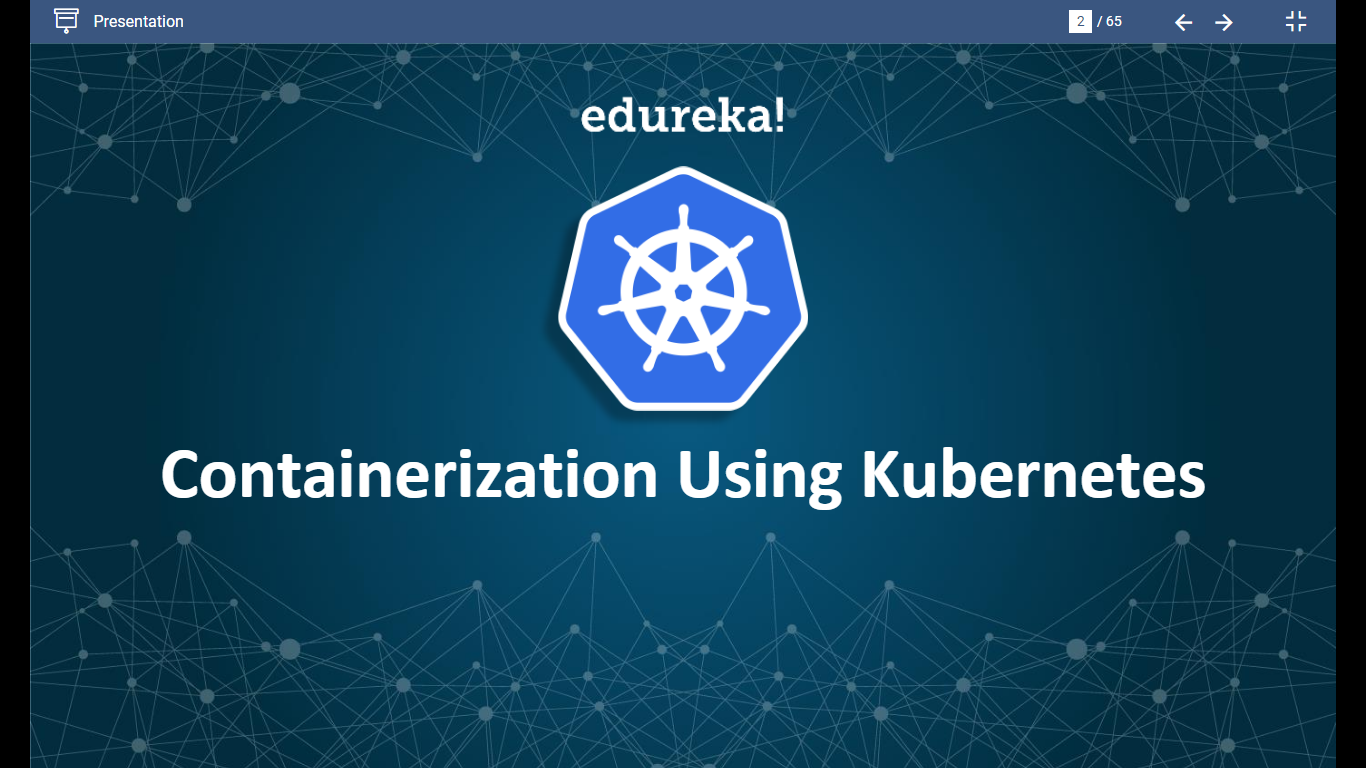 Presentation
2 / 65
edureka!
Containerization Using Kubernetes